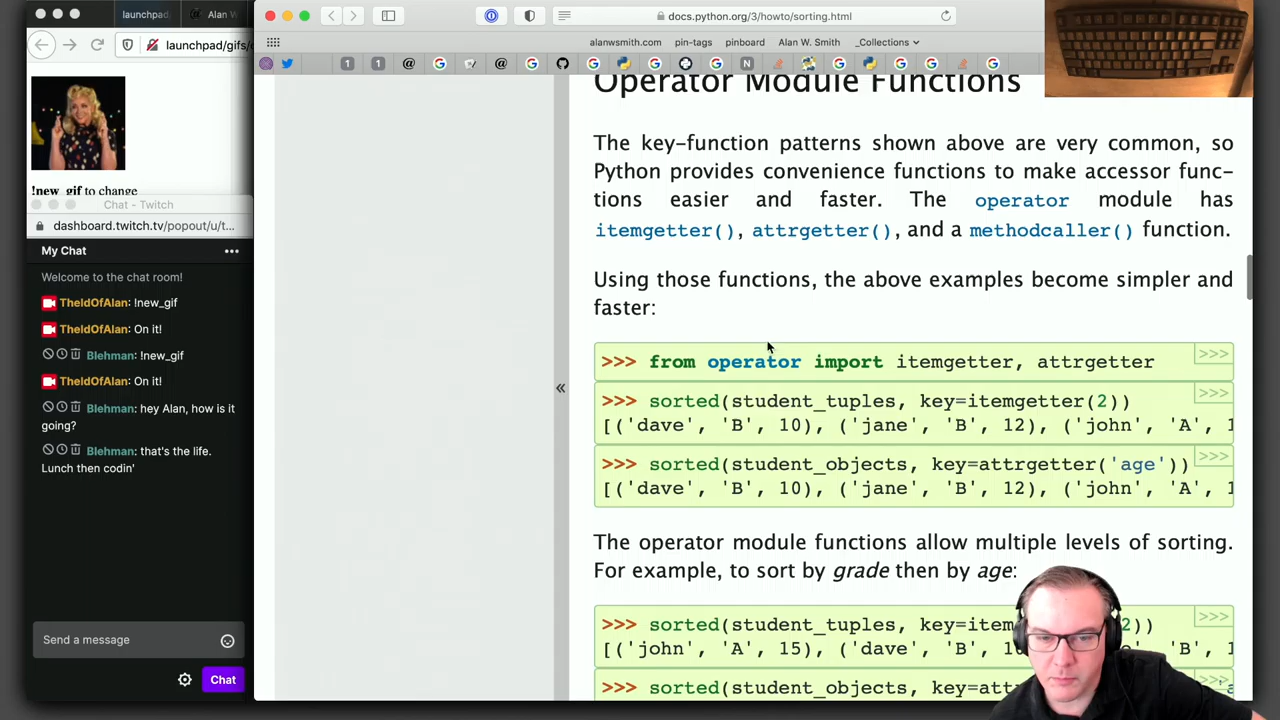 launchpad
Alan W
launchpad/gifs/
!new_gif to change
Chat - Twitch
dashboard.twitch.tv/popout/u/t...
My Chat
Welcome to the chat room!
TheIdOfAlan: !new_gif
TheIdOfAlan: On it!
Blehman: !new_gif
TheIdOfAlan: On it!
Blehman: hey Alan, how is it
going?
Blehman: that's the life.
Lunch then codin'
Send a message
Chat
docs.python.org/3/howto/sorting.html
alanwsmith.com pin-tags pinboard Alan W. Smith _Collections
Operator Module Functions
The key-function patterns shown above are very common, so
Python provides convenience functions to make accessor func-
tions easier and faster. The operator module has
itemgetter(), attrgetter(), and a methodcaller() function.
Using those functions, the above examples become simpler and
faster:
>>> from operator import itemgetter, attrgetter >>>
>>> sorted(student_tuples, key=itemgetter(2)) >>>
[('dave', 'B', 10), ('jane', 'B', 12), ('john', 'A', 1
>>> sorted(student_objects, key=attrgetter('age')) >>>
[('dave', 'B', 10), ('jane', 'B', 12), ('john', 'A', 1
The operator module functions allow multiple levels of sorting.
For example, to sort by grade then by age:
>>> sorted(student_tuples, key=item 2)) >>>
[('john', 'A', 15), ('dave', 'B', 1 'B',
>>> sorted(student_objects, key=attr